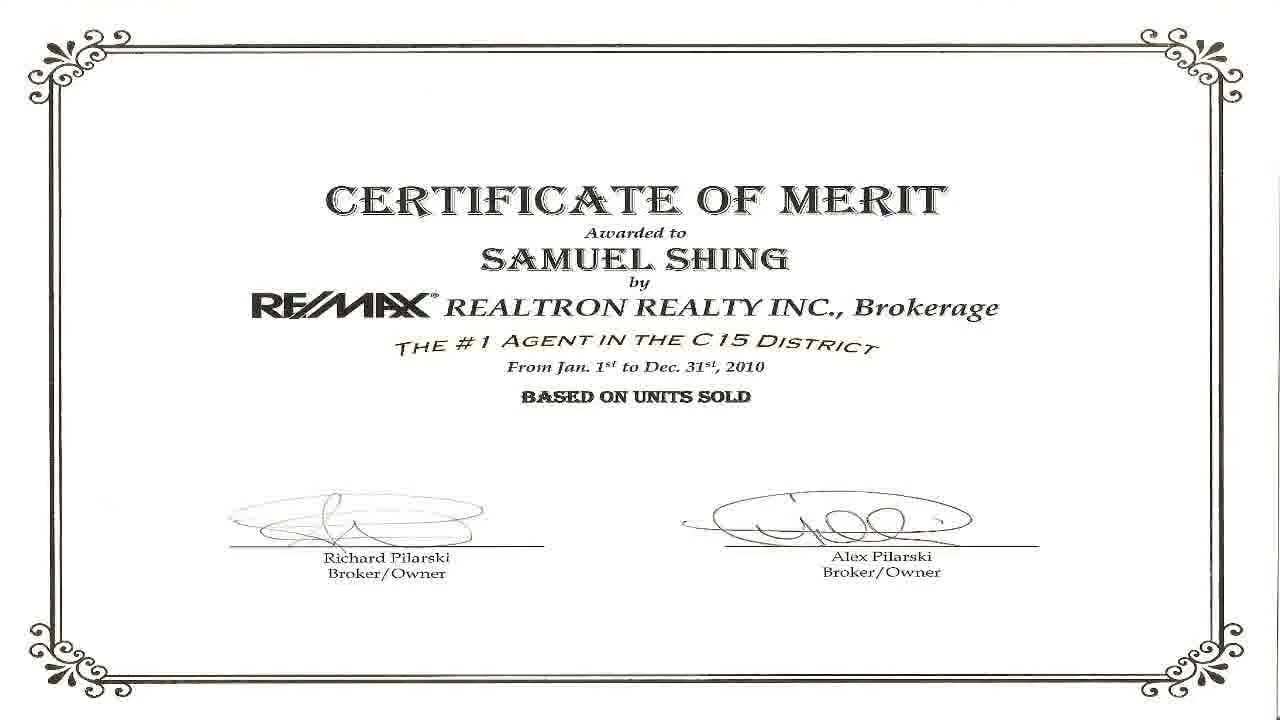 CERTIFICATE OF MERIT
Awarded to
SAMUEL SHING
by
RE/MAX® REALTRON REALTY INC., Brokerage
THE #1 AGENT IN THE C15 DISTRICT
From Jan. 1st to Dec. 31st, 2010
BASED ON UNITS SOLD
Richard Pilarski
Broker/Owner
Alex Pilarski
Broker/Owner